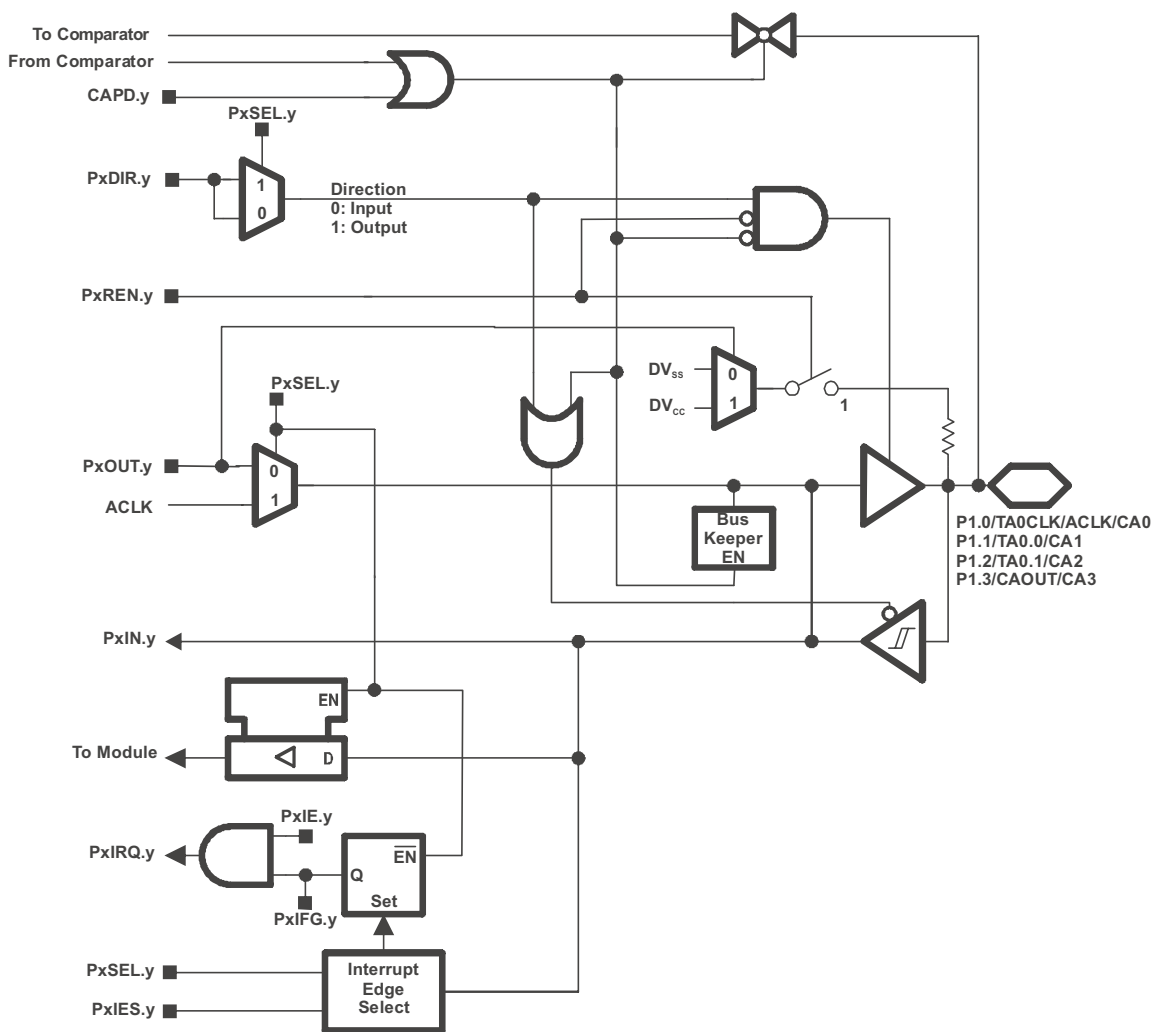 To Comparator
From Comparator
CAPD.y
PxSEL.y
PxDIR.y
1
0
Direction
0: Input
1: Output
PxREN.y
DVSS
DVCC
0
1
1
PxSEL.y
PxOUT.y
ACLK
0
1
Bus
Keeper
EN
P1.0/TA0CLK/ACLK/CA0
P1.1/TA0.0/CA1
P1.2/TA0.1/CA2
P1.3/CAOUT/CA3
PxIN.y
EN
To Module
D
PxIE.y
PxIRQ.y
EN
Q
Set
PxIFG.y
PxSEL.y
PxIES.y
Interrupt
Edge
Select